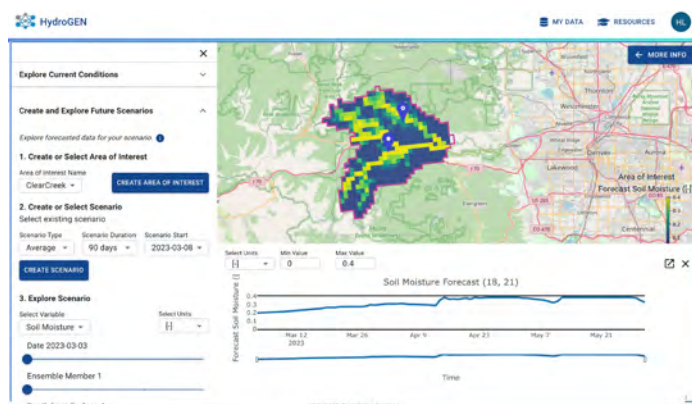 HydroGEN
MY DATA
RESOURCES
HL
Explore Current Conditions
Create and Explore Future Scenarios
Explore forecasted data for your scenario.
1. Create or Select Area of Interest
Area of Interest Name
ClearCreek
CREATE AREA OF INTEREST
2. Create or Select Scenario
Select existing scenario
Scenario Type
Scenario Duration
Scenario Start
Average
90 days
2023-03-08
CREATE SCENARIO
3. Explore Scenario
Select Variable
Select Units
Soil Moisture
[-]
Date 2023-03-03
Ensemble Member 1
MORE INFO
Thornton
Westminster
Lakewood
Denver
Aurora
Centennial
Evergreen
Area of Interest
Forecast Soil Moisture [-]
0.4
Select Units
Min Value
Max Value
[-]
0
0.4
Soil Moisture Forecast (18, 21)
Forecast Soil Moisture [
0.4
0.3
0.2
0.1
0
Mar 12
2023
Mar 26
Apr 9
Apr 23
May 7
May 21
Time